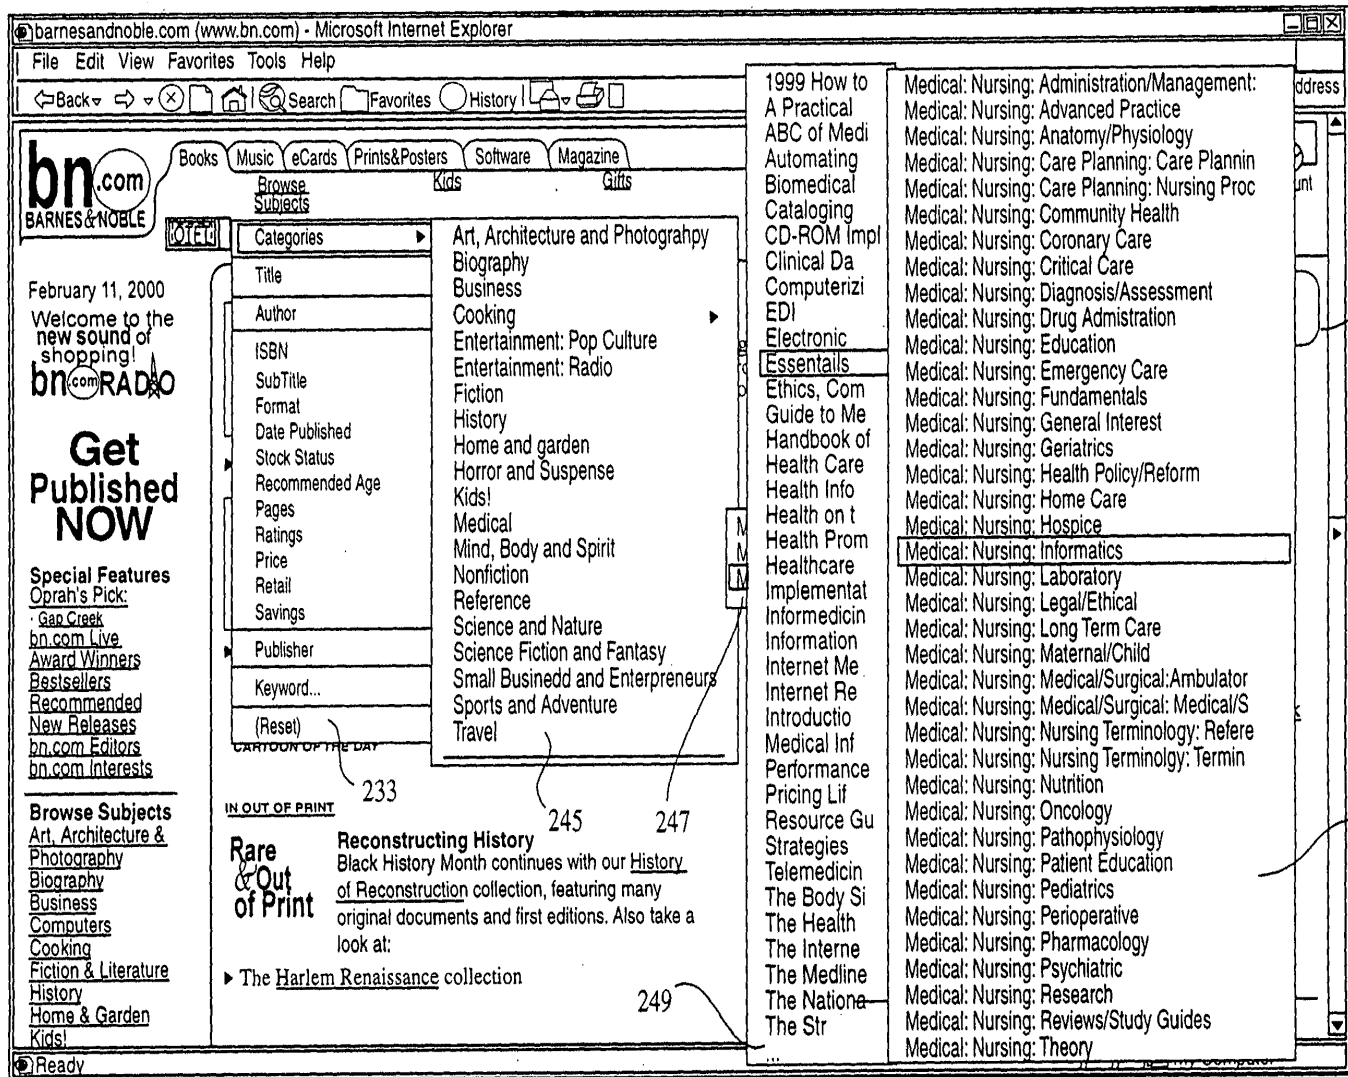 barnesandnoble.com (www.bn.com) - Microsoft Internet Explorer
File Edit View Favorites Tools Help
Back Search Favorites History
ddress
bn.com
BARNES & NOBLE
Books Music eCards Prints&Posters Software Magazine
Browse Subjects
Kids
Gifts
unt
February 11, 2000
Welcome to the
new sound of
shopping!
bn.com RADIO
Get
Published
NOW
Special Features
Oprah's Pick:
· Gap Creek
bn.com Live
Award Winners
Bestsellers
Recommended
New Releases
bn.com Editors
bn.com Interests
Browse Subjects
Art, Architecture &
Photography
Biography
Business
Computers
Cooking
Fiction & Literature
History
Home & Garden
Kids!
Categories
Title
Author
ISBN
SubTitle
Format
Date Published
Stock Status
Recommended Age
Pages
Ratings
Price
Retail
Savings
Publisher
Keyword...
(Reset)
CARTOON OF THE DAY
233
Art, Architecture and Photograhpy
Biography
Business
Cooking
Entertainment: Pop Culture
Entertainment: Radio
Fiction
History
Home and garden
Horror and Suspense
Kids!
Medical
Mind, Body and Spirit
Nonfiction
Reference
Science and Nature
Science Fiction and Fantasy
Small Businedd and Enterpreneurs
Sports and Adventure
Travel
245
247
IN OUT OF PRINT
Rare
& Out
of Print
Reconstructing History
Black History Month continues with our History
of Reconstruction collection, featuring many
original documents and first editions. Also take a
look at:
The Harlem Renaissance collection
249
1999 How to
A Practical
ABC of Medi
Automating
Biomedical
Cataloging
CD-ROM Impl
Clinical Da
Computerizi
EDI
Electronic
Essentails
Ethics, Com
Guide to Me
Handbook of
Health Care
Health Info
Health on t
Health Prom
Healthcare
Implementat
Informedicin
Information
Internet Me
Internet Re
Introductio
Medical Inf
Performance
Pricing Lif
Resource Gu
Strategies
Telemedicin
The Body Si
The Health
The Interne
The Medline
The Nationa
The Str
...
Medical: Nursing: Administration/Management:
Medical: Nursing: Advanced Practice
Medical: Nursing: Anatomy/Physiology
Medical: Nursing: Care Planning: Care Plannin
Medical: Nursing: Care Planning: Nursing Proc
Medical: Nursing: Community Health
Medical: Nursing: Coronary Care
Medical: Nursing: Critical Care
Medical: Nursing: Diagnosis/Assessment
Medical: Nursing: Drug Admistration
Medical: Nursing: Education
Medical: Nursing: Emergency Care
Medical: Nursing: Fundamentals
Medical: Nursing: General Interest
Medical: Nursing: Geriatrics
Medical: Nursing: Health Policy/Reform
Medical: Nursing: Home Care
Medical: Nursing: Hospice
Medical: Nursing: Informatics
Medical: Nursing: Laboratory
Medical: Nursing: Legal/Ethical
Medical: Nursing: Long Term Care
Medical: Nursing: Maternal/Child
Medical: Nursing: Medical/Surgical:Ambulator
Medical: Nursing: Medical/Surgical: Medical/S
Medical: Nursing: Nursing Terminology: Refere
Medical: Nursing: Nursing Terminolgy: Termin
Medical: Nursing: Nutrition
Medical: Nursing: Oncology
Medical: Nursing: Pathophysiology
Medical: Nursing: Patient Education
Medical: Nursing: Pediatrics
Medical: Nursing: Perioperative
Medical: Nursing: Pharmacology
Medical: Nursing: Psychiatric
Medical: Nursing: Research
Medical: Nursing: Reviews/Study Guides
Medical: Nursing: Theory
Ready